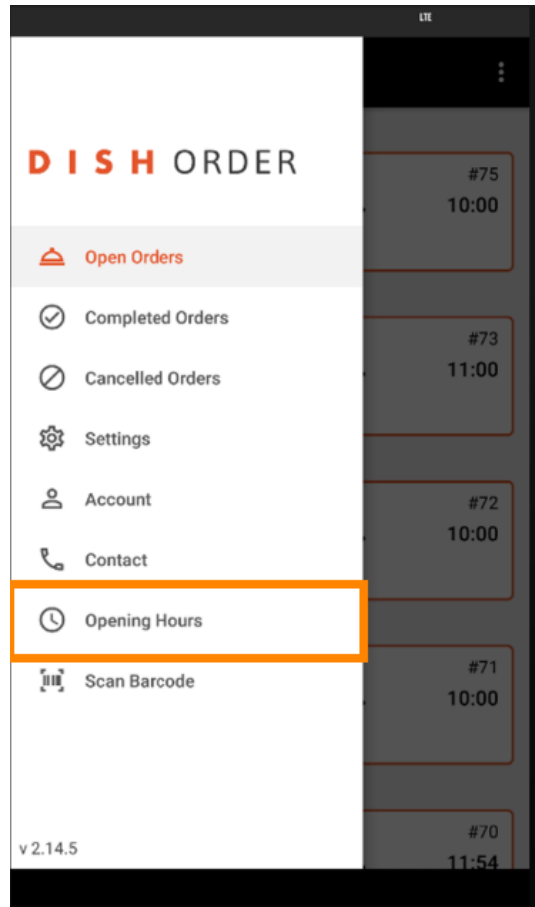 LTE
DISH ORDER
Open Orders
Completed Orders
Cancelled Orders
Settings
Account
Contact
Opening Hours
Scan Barcode
v 2.14.5
#75
10:00
#73
11:00
#72
10:00
#71
10:00
#70
11:54